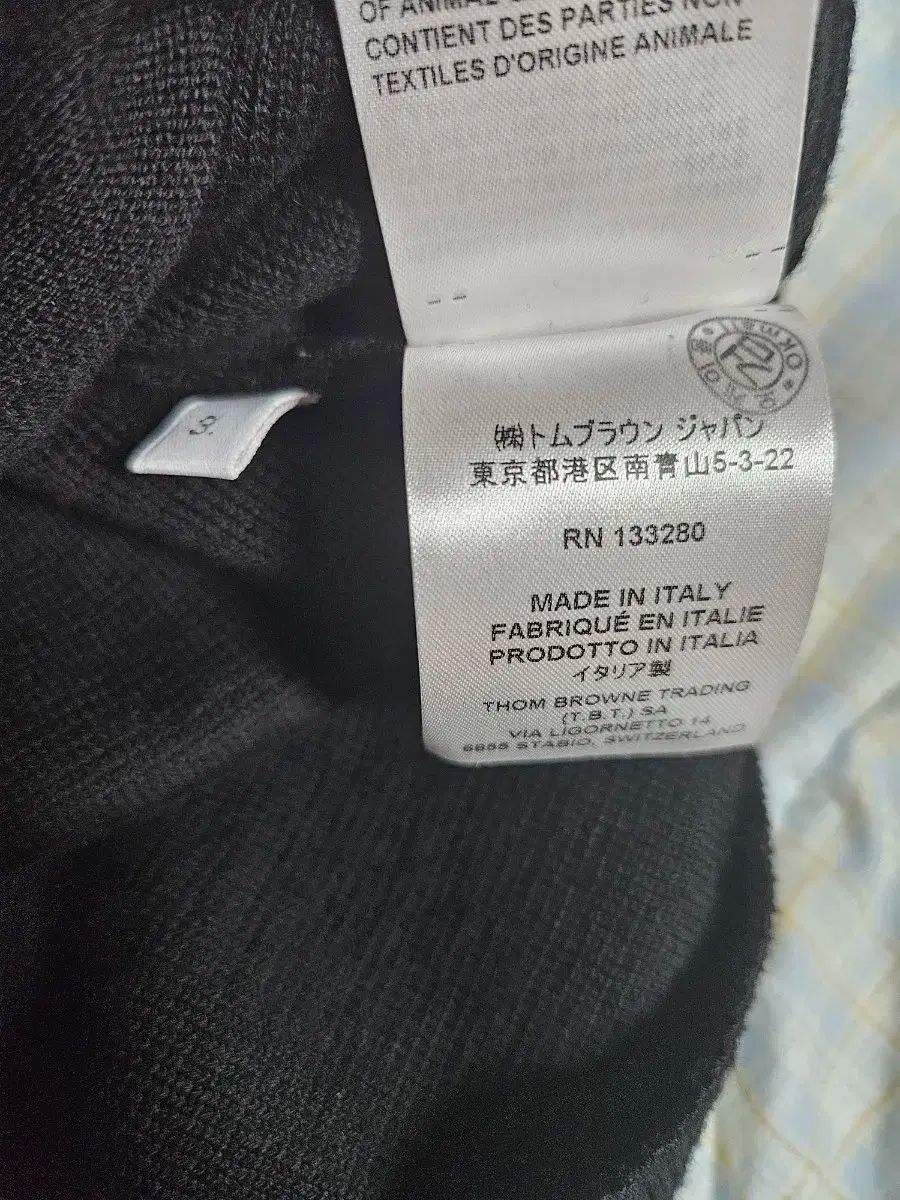 OF ANIMAL
CONTIENT DES PARTIES NON
TEXTILES D'ORIGINE ANIMALE
3.
㈱トムブラウン ジャパン
東京都港区南青山5-3-22
RN 133280
MADE IN ITALY
FABRIQUÉ EN ITALIE
PRODOTTO IN ITALIA
イタリア製
THOM BROWNE TRADING
(T.B.T.) SA
VIA LIGORNETTO 14,
6855 STABIO, SWITZERLAND